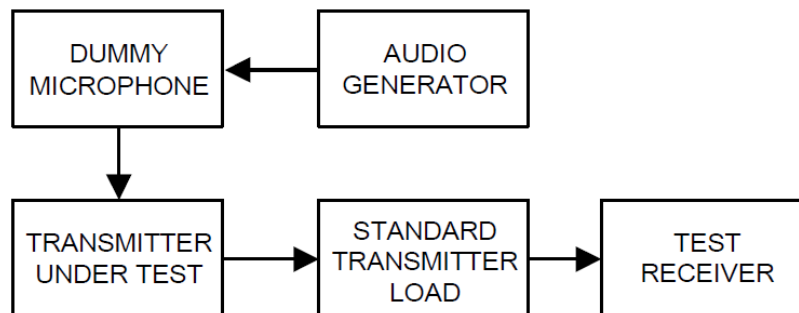 DUMMY
MICROPHONE
AUDIO
GENERATOR
TRANSMITTER
UNDER TEST
STANDARD
TRANSMITTER
LOAD
TEST
RECEIVER